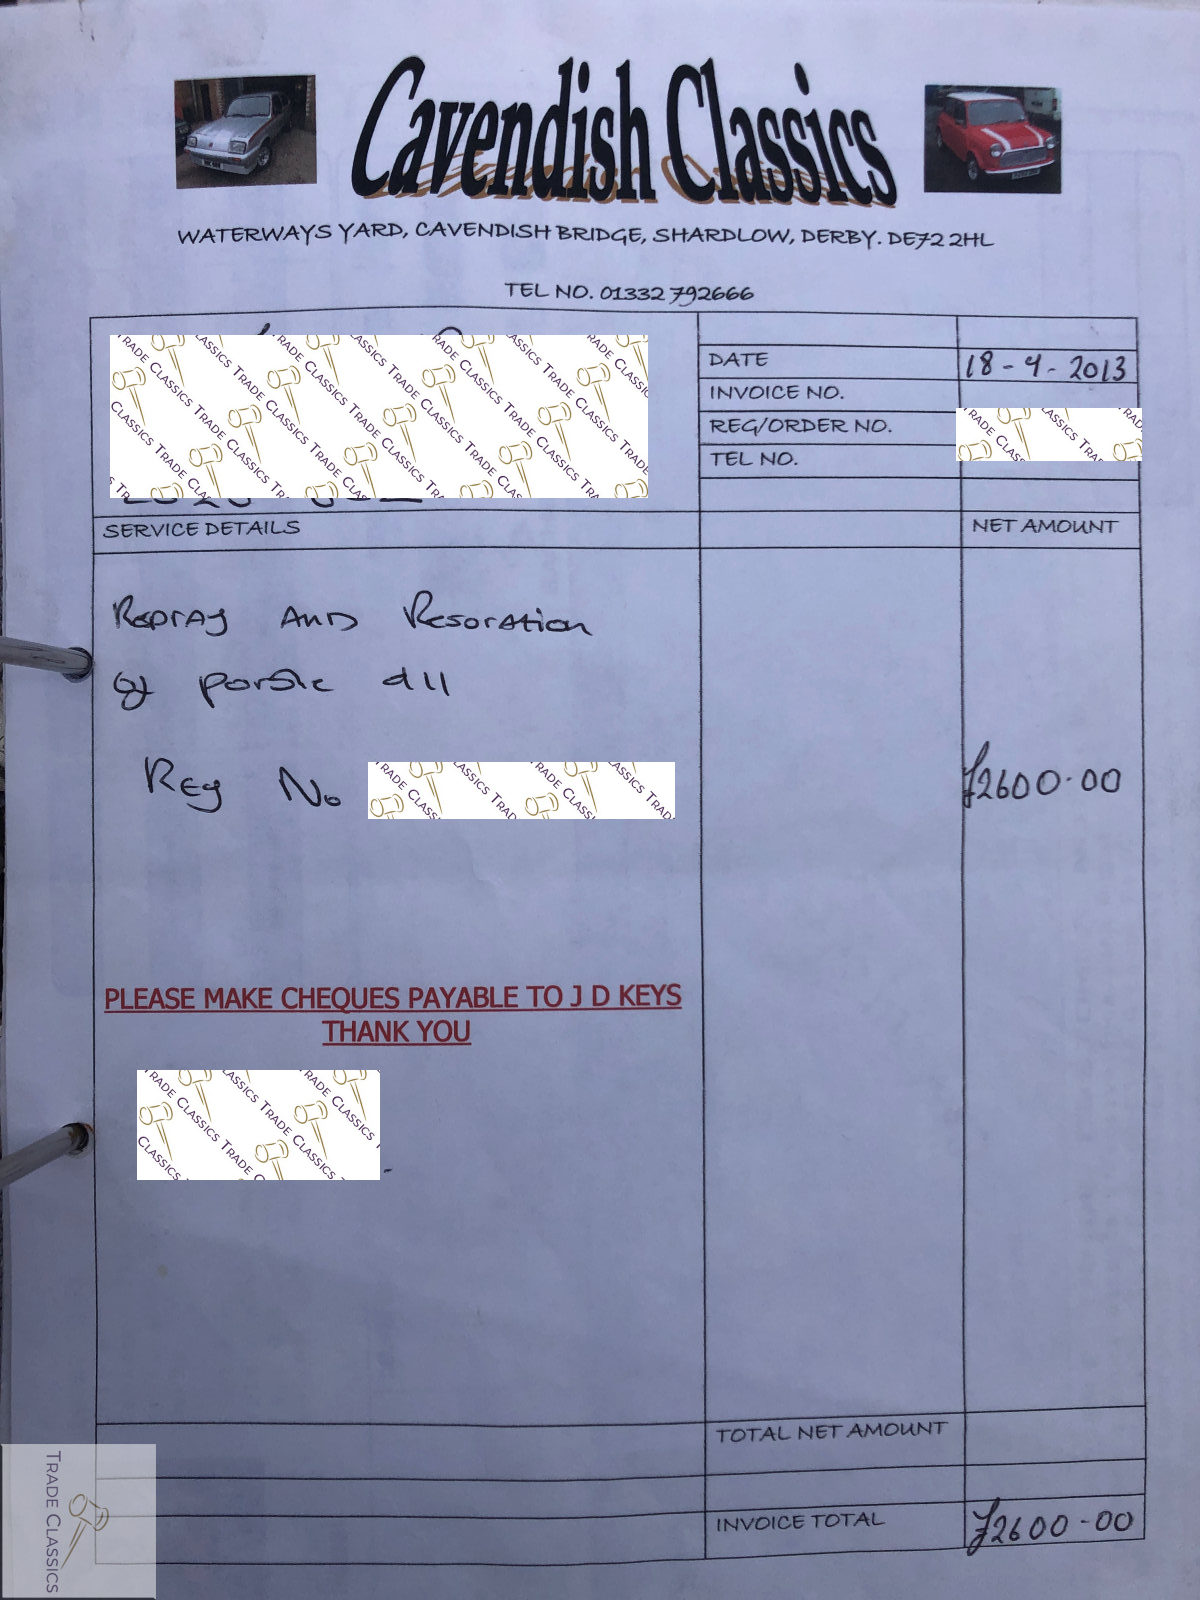 Cavendish Classics
WATERWAYS YARD, CAVENDISH BRIDGE, SHARDLOW, DERBY. DE72 2HL
TEL NO. 01332 792666
DATE 18-9-2013
INVOICE NO.
REG/ORDER NO.
TEL NO.
SERVICE DETAILS NET AMOUNT
Respray AND Resoration
of porshe 911
Reg No
£2600-00
PLEASE MAKE CHEQUES PAYABLE TO J D KEYS
THANK YOU
TOTAL NET AMOUNT
INVOICE TOTAL £2600-00
TRADE CLASSICS